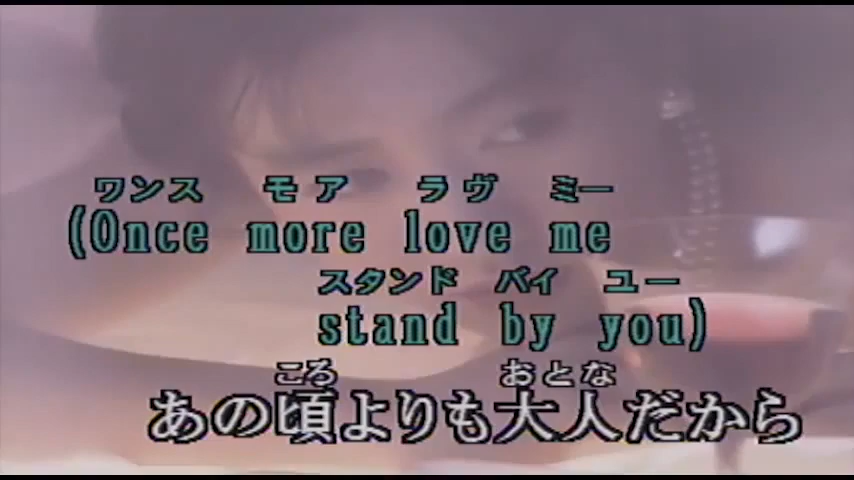 ワンス モア ラヴ ミー
(Once more love me
スタンド バイ ユー
stand by you)
ころ おとな
あの頃よりも大人だから